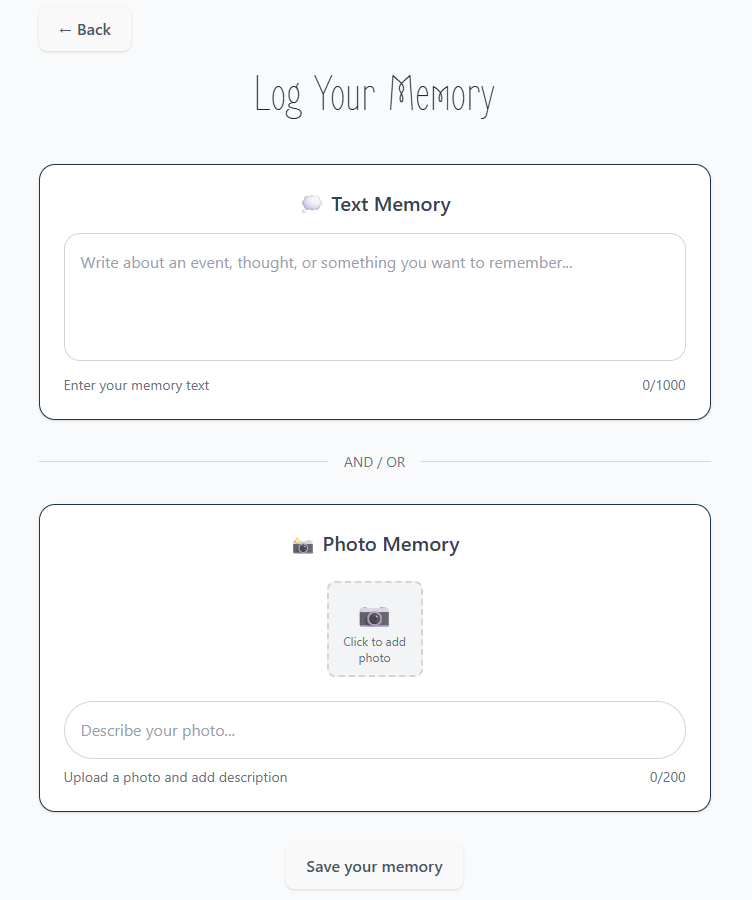 ← Back
Log Your Memory
💭 Text Memory
Write about an event, thought, or something you want to remember...
Enter your memory text 0/1000
AND / OR
📸 Photo Memory
Click to add
photo
Describe your photo...
Upload a photo and add description 0/200
Save your memory